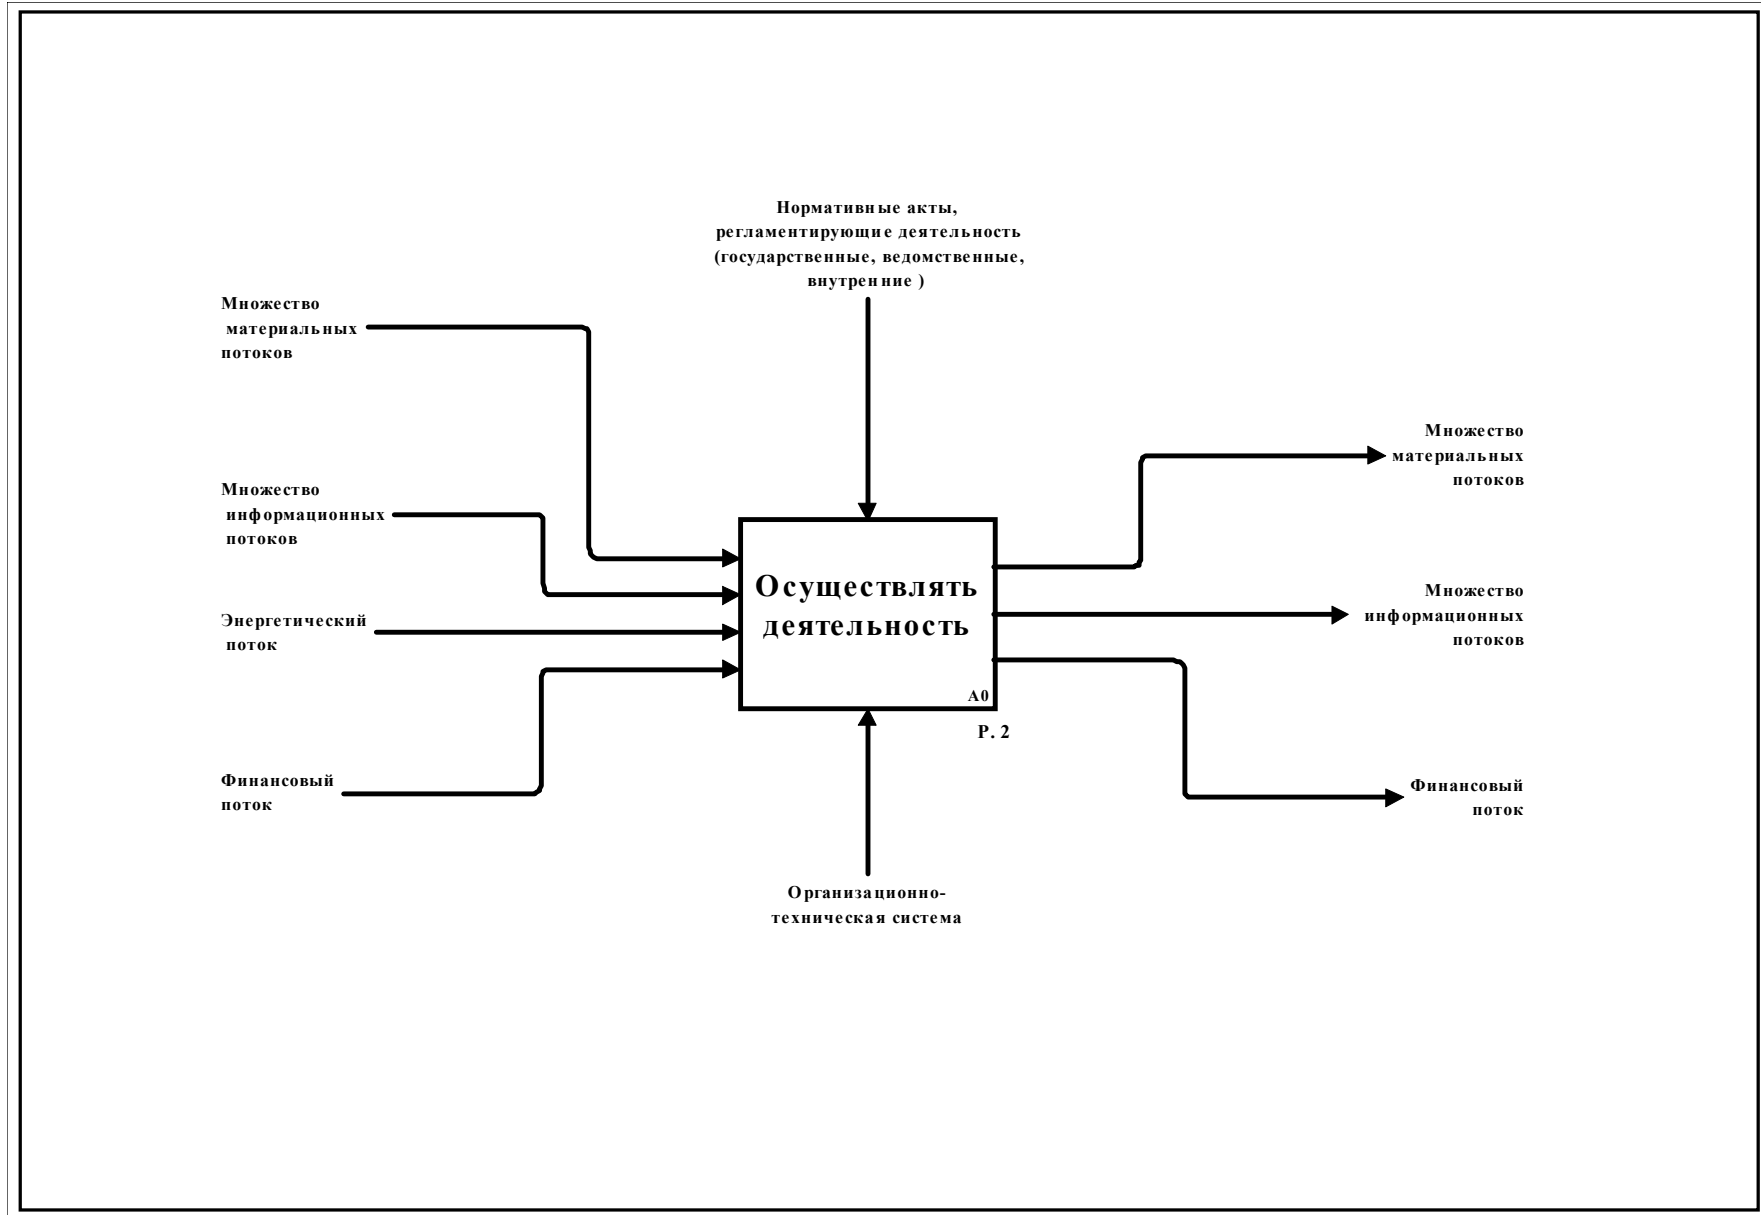 Нормативные акты,
регламентирующие деятельность
(государственные, ведомственные,
внутренние )
Множество
материальных
потоков
Множество
информационных
потоков
Энергетический
поток
Финансовый
поток
Осуществлять
деятельность
А0
Р. 2
Организационно-
техническая система
Множество
материальных
потоков
Множество
информационных
потоков
Финансовый
поток